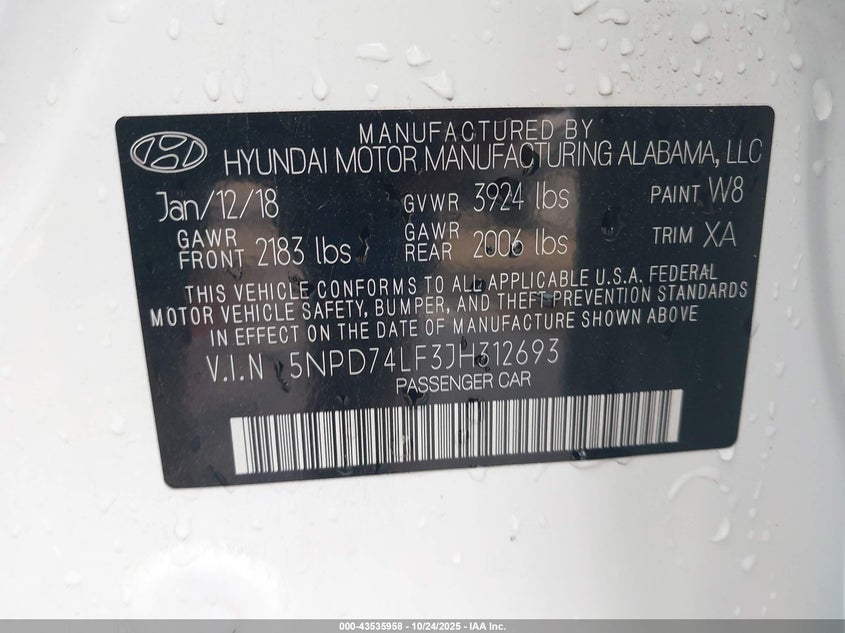 MANUFACTURED BY
HYUNDAI MOTOR MANUFACTURING ALABAMA, LLC
Jan/12/18 GVWR 3924 lbs PAINT W8
GAWR FRONT 2183 lbs GAWR REAR 2006 lbs TRIM XA
THIS VEHICLE CONFORMS TO ALL APPLICABLE U.S.A. FEDERAL
MOTOR VEHICLE SAFETY, BUMPER, AND THEFT PREVENTION STANDARDS
IN EFFECT ON THE DATE OF MANUFACTURE SHOWN ABOVE
V.I.N 5NPD74LF3JH312693
PASSENGER CAR
000-43535958 - 10/24/2025 - IAA Inc.